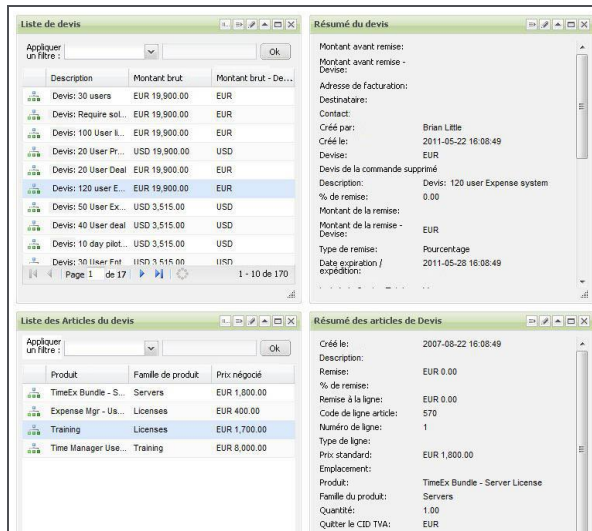 Liste de devis
Appliquer un filtre :
Ok
Description Montant brut Montant brut - De...
Devis: 30 users EUR 19,900.00 EUR
Devis: Require sol... EUR 19,900.00 EUR
Devis: 100 User li... EUR 19,900.00 EUR
Devis: 20 User Pr... USD 19,900.00 USD
Devis: 20 User Deal EUR 19,900.00 EUR
Devis: 120 user E... EUR 19,900.00 EUR
Devis: 50 User Ex... USD 3,515.00 USD
Devis: 40 User deal USD 3,515.00 USD
Devis: 10 day pilot... USD 3,515.00 USD
Devis: 30 User Ent... USD 3,515.00 USD
Page 1 de 17 1 - 10 de 170
Résumé du devis
Montant avant remise:
Montant avant remise - Devise:
Adresse de facturation:
Destinataire:
Contact:
Créé par: Brian Little
Créé le: 2011-05-22 16:08:49
Devise: EUR
Devis de la commande supprimé
Description: Devis: 120 user Expense system
% de remise: 0.00
Montant de la remise:
Montant de la remise - Devise: EUR
Type de remise: Pourcentage
Date expiration / expédition: 2011-05-28 16:08:49
Liste des Articles du devis
Appliquer un filtre :
Ok
Produit Famille de produit Prix négocié
TimeEx Bundle - S... Servers EUR 1,800.00
Expense Mgr - Us... Licenses EUR 400.00
Training Licenses EUR 1,700.00
Time Manager Use... Training EUR 8,000.00
Résumé des articles de Devis
Créé le: 2007-08-22 16:08:49
Description:
Remise: EUR 0.00
% de remise:
Remise à la ligne: EUR 0.00
Code de ligne article: 570
Numéro de ligne: 1
Type de ligne:
Prix standard: EUR 1,800.00
Emplacement:
Produit: TimeEx Bundle - Server License
Famille du produit: Servers
Quantité: 1.00
Quitter le CID TVA: EUR